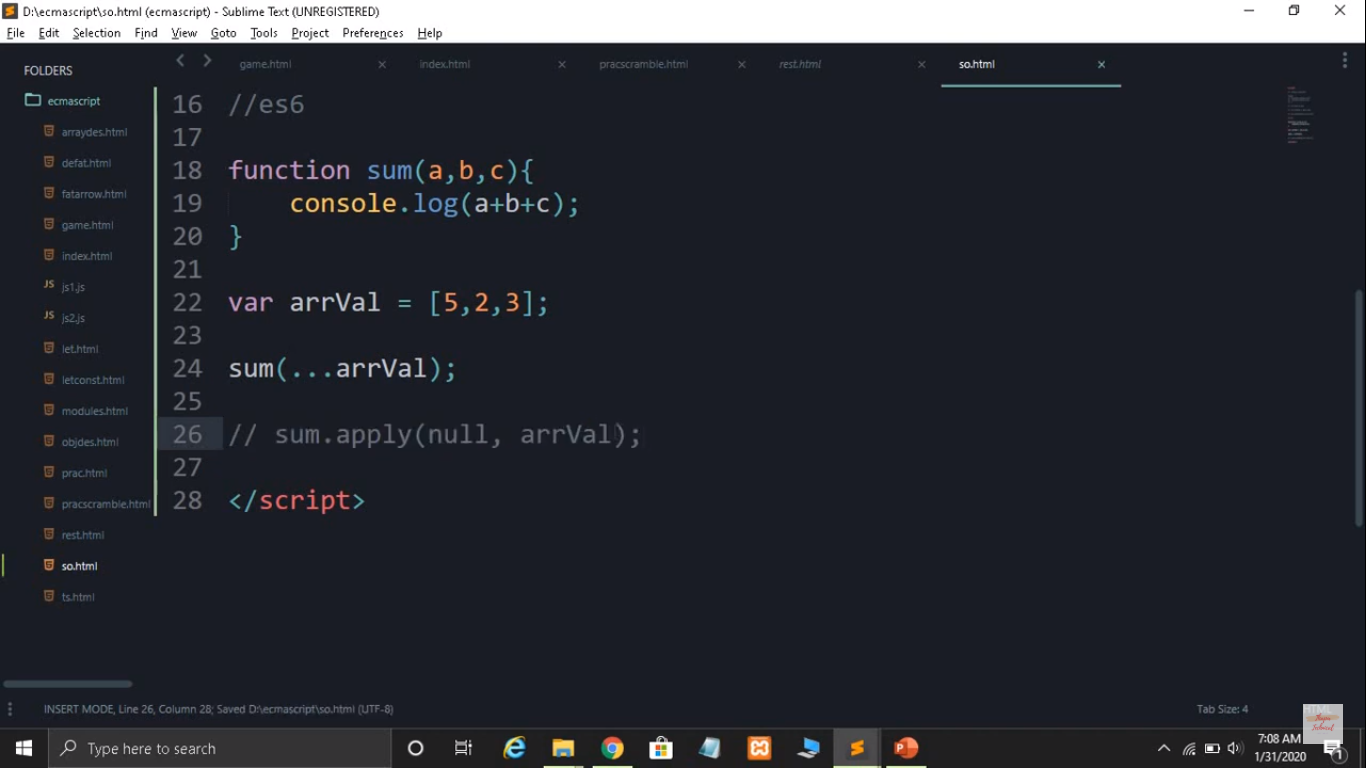 D:\ecmascript\so.html (ecmascript) - Sublime Text (UNREGISTERED)
File Edit Selection Find View Goto Tools Project Preferences Help
FOLDERS
ecmascript
arraydes.html
defat.html
fatarrow.html
game.html
index.html
js1.js
js2.js
let.html
letconst.html
modules.html
objdes.html
prac.html
pracscramble.html
rest.html
so.html
ts.html
game.html index.html pracscramble.html rest.html so.html
16 //es6
17
18 function sum(a,b,c){
19 console.log(a+b+c);
20 }
21
22 var arrVal = [5,2,3];
23
24 sum(...arrVal);
25
26 // sum.apply(null, arrVal);
27
28 </script>
INSERT MODE, Line 26, Column 28; Saved D:\ecmascript\so.html (UTF-8)
Tab Size: 4
HTML
Type here to search
7:08 AM
1/31/2020
1